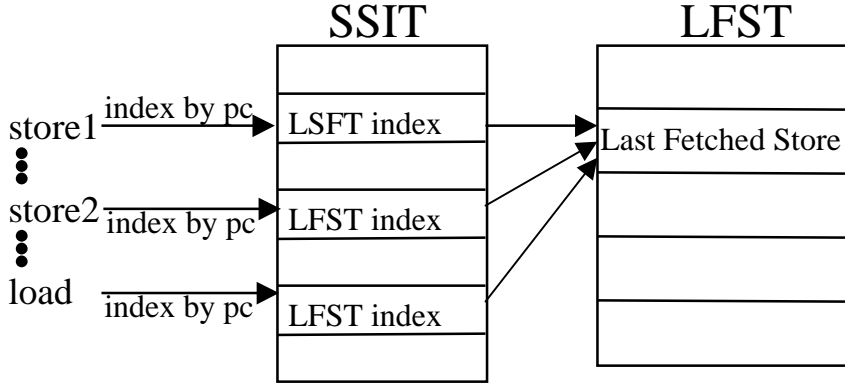 SSIT LFST
index by pc
store1 LSFT index Last Fetched Store
store2 LFST index
index by pc
load LFST index
index by pc